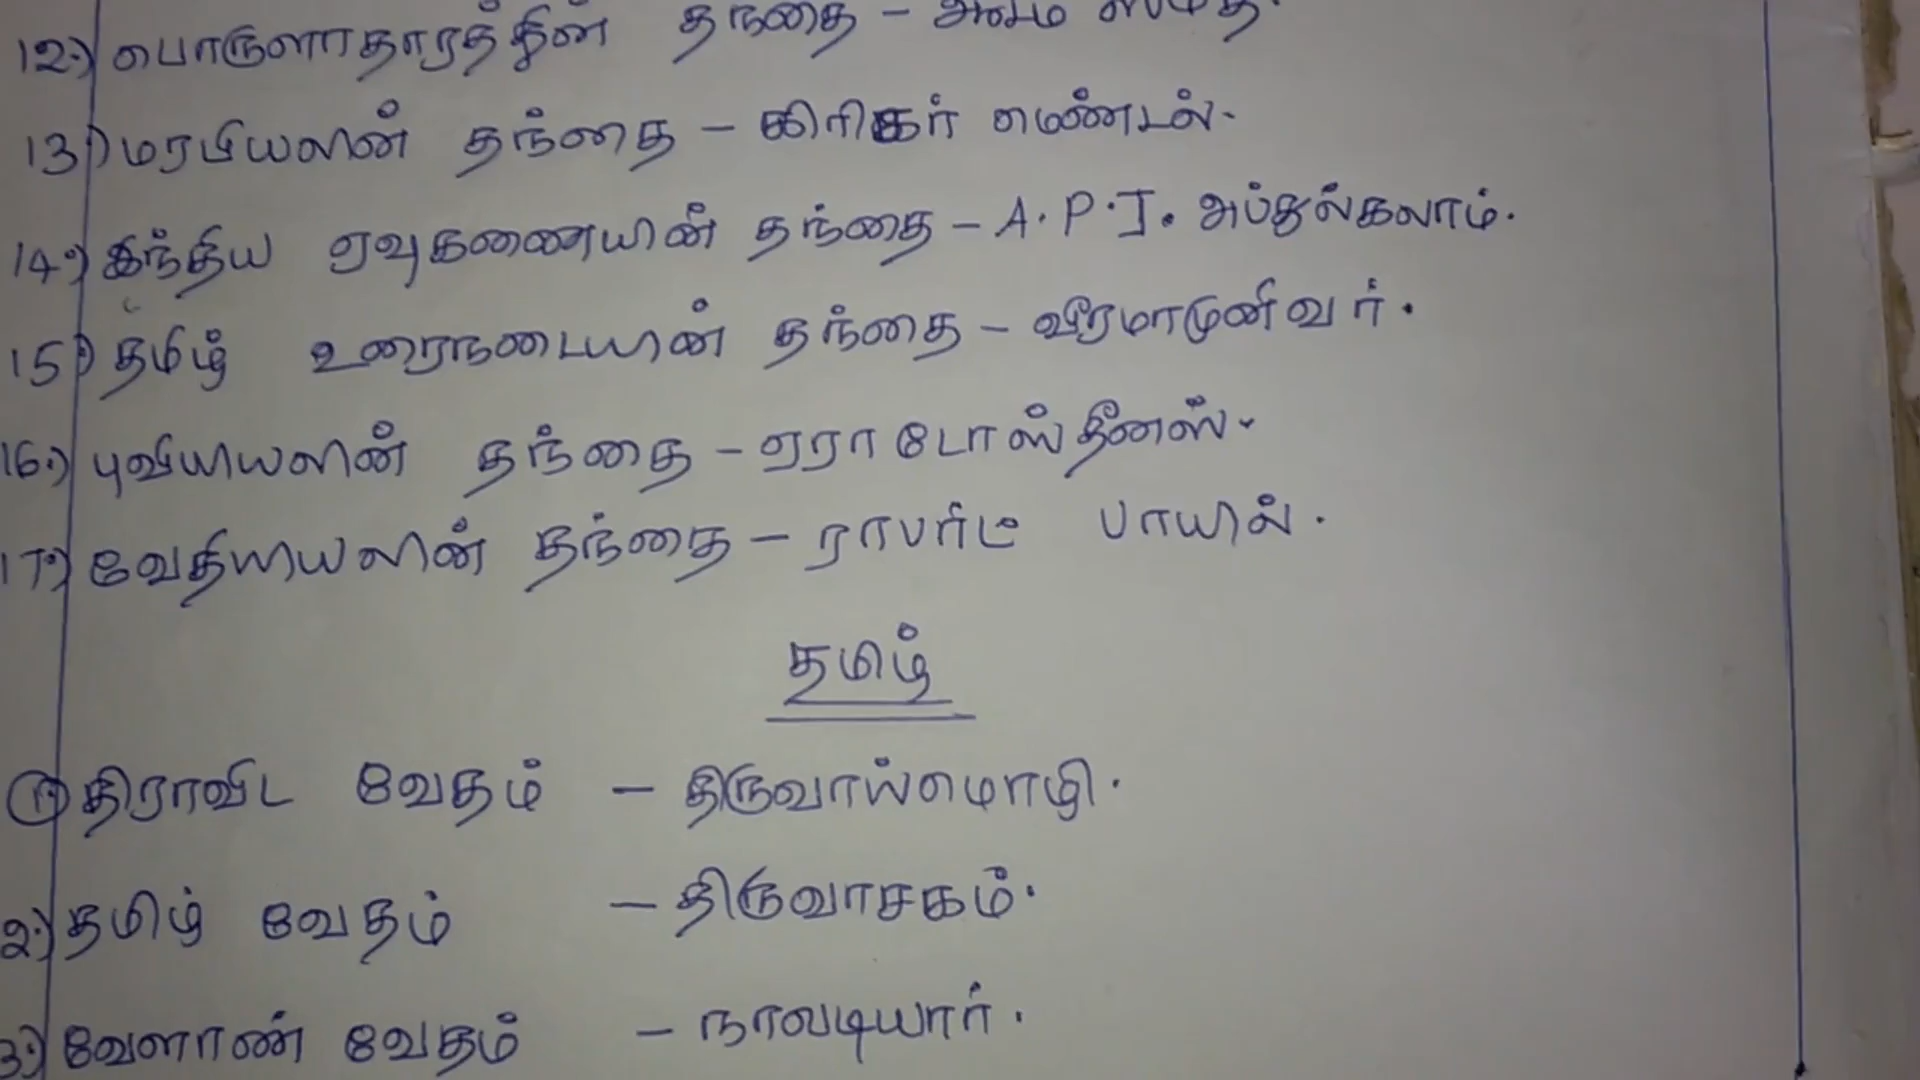 12.) பொருளாதாரத்தின் தந்தை - ஆடம் ஸ்மித்.
13) மரபியலின் தந்தை - கிரிகர் மெண்டல்.
14.) இந்திய ஏவுகணையின் தந்தை - A.P.J. அப்துல்கலாம்.
15.) தமிழ் உரைநடையின் தந்தை - வீரமாமுனிவர்.
16.) புவியியலின் தந்தை - ஏராடோஸ்தீனஸ்.
17.) வேதியியலின் தந்தை - ராபர்ட் பாயில்.
தமிழ்
1) திராவிட வேதம் - திருவாய்மொழி.
2.) தமிழ் வேதம் - திருவாசகம்.
3.) வேளாண் வேதம் - நாலடியார்.